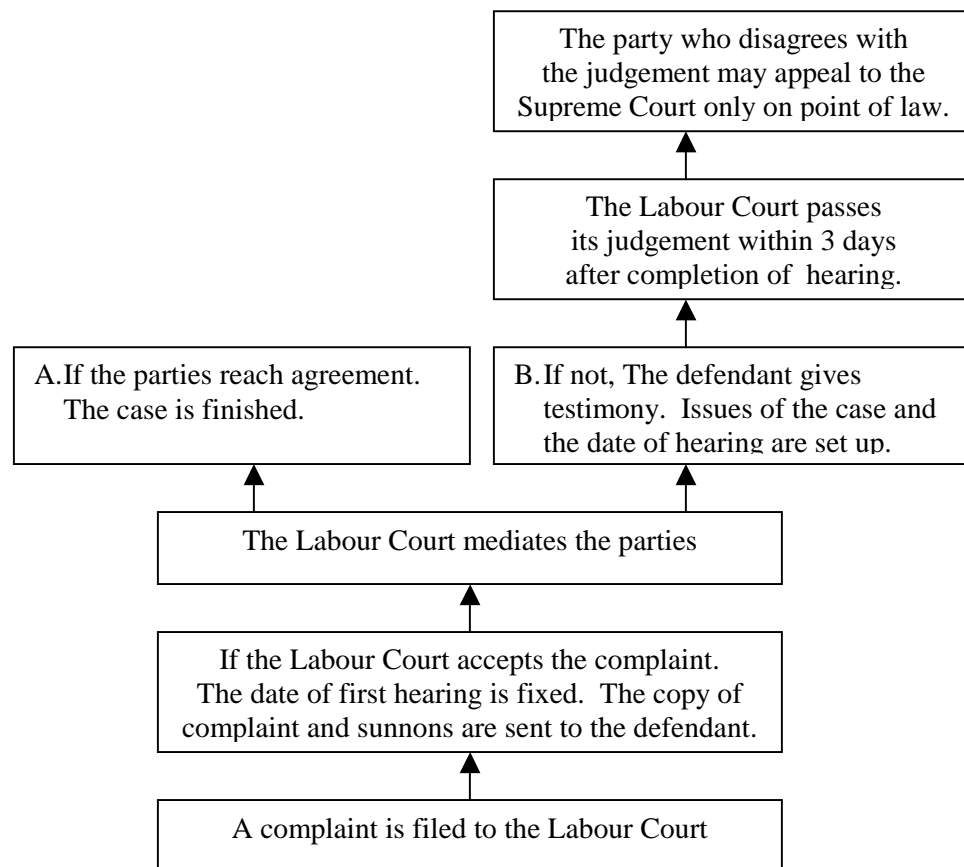 The party who disagrees with
the judgement may appeal to the
Supreme Court only on point of law.
The Labour Court passes
its judgement within 3 days
after completion of hearing.
A. If the parties reach agreement.
The case is finished.
B. If not, The defendant gives
testimony. Issues of the case and
the date of hearing are set up.
The Labour Court mediates the parties
If the Labour Court accepts the complaint.
The date of first hearing is fixed. The copy of
complaint and sunnons are sent to the defendant.
A complaint is filed to the Labour Court